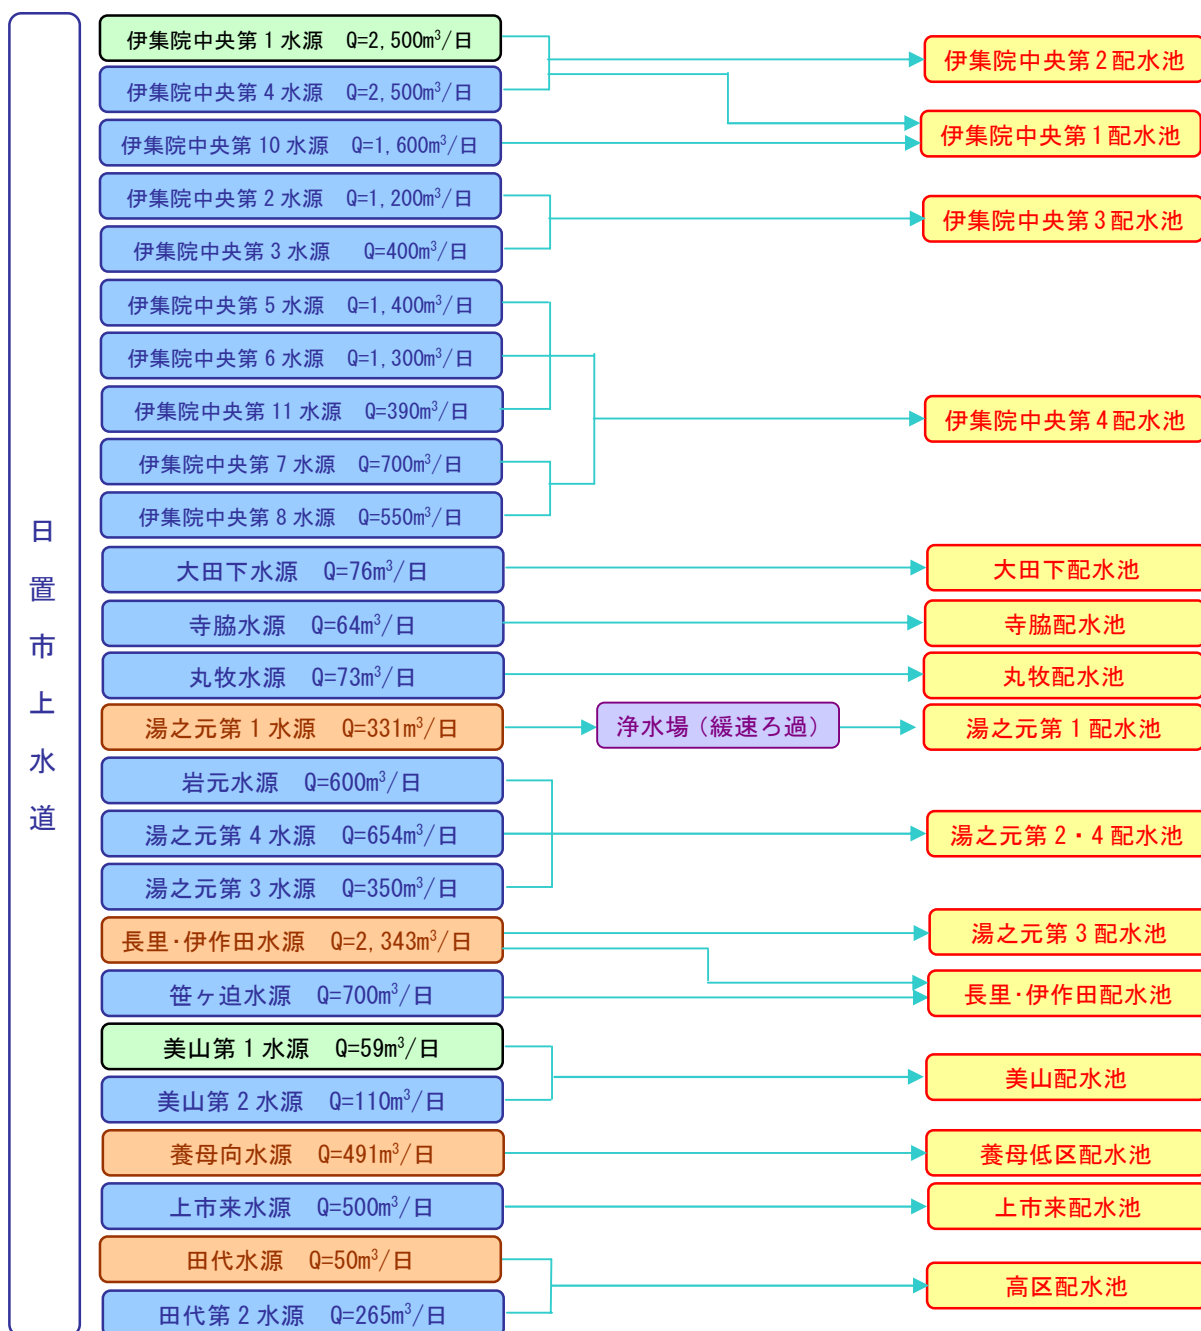 日置市上水道
伊集院中央第1水源 Q=2,500m³/日
伊集院中央第4水源 Q=2,500m³/日
伊集院中央第10水源 Q=1,600m³/日
伊集院中央第2水源 Q=1,200m³/日
伊集院中央第3水源 Q=400m³/日
伊集院中央第5水源 Q=1,400m³/日
伊集院中央第6水源 Q=1,300m³/日
伊集院中央第11水源 Q=390m³/日
伊集院中央第7水源 Q=700m³/日
伊集院中央第8水源 Q=550m³/日
大田下水源 Q=76m³/日
寺脇水源 Q=64m³/日
丸牧水源 Q=73m³/日
湯之元第1水源 Q=331m³/日
岩元水源 Q=600m³/日
湯之元第4水源 Q=654m³/日
湯之元第3水源 Q=350m³/日
長里･伊作田水源 Q=2,343m³/日
笹ヶ迫水源 Q=700m³/日
美山第1水源 Q=59m³/日
美山第2水源 Q=110m³/日
養母向水源 Q=491m³/日
上市来水源 Q=500m³/日
田代水源 Q=50m³/日
田代第2水源 Q=265m³/日
浄水場（緩速ろ過）
伊集院中央第2配水池
伊集院中央第1配水池
伊集院中央第3配水池
伊集院中央第4配水池
大田下配水池
寺脇配水池
丸牧配水池
湯之元第1配水池
湯之元第2・4配水池
湯之元第3配水池
長里･伊作田配水池
美山配水池
養母低区配水池
上市来配水池
高区配水池